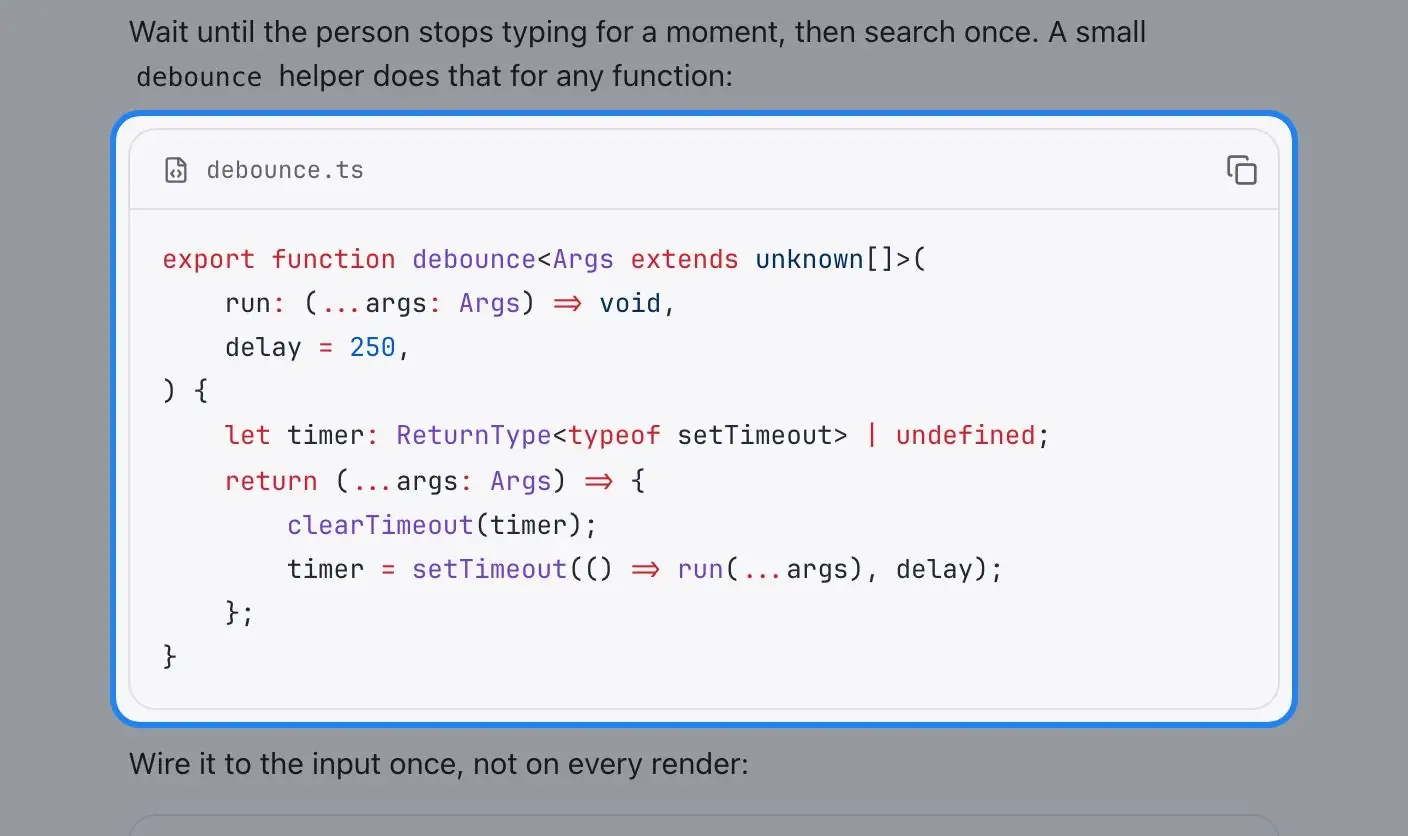 Wait until the person stops typing for a moment, then search once. A small
debounce helper does that for any function:
debounce.ts
export function debounce<Args extends unknown[]>(
    run: (...args: Args) => void,
    delay = 250,
) {
    let timer: ReturnType<typeof setTimeout> | undefined;
    return (...args: Args) => {
        clearTimeout(timer);
        timer = setTimeout(() => run(...args), delay);
    };
}
Wire it to the input once, not on every render: